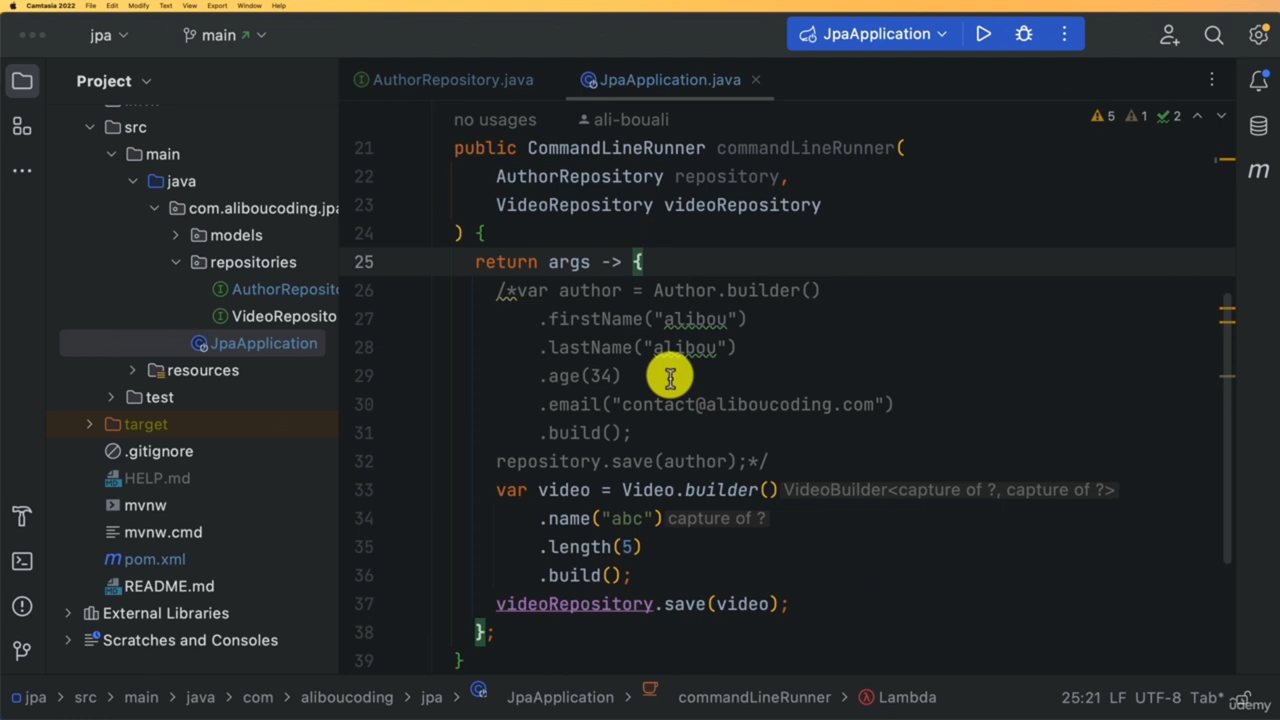 Camtasia 2022 File Edit Modify Text View Export Window Help
jpa main JpaApplication
Project
AuthorRepository.java JpaApplication.java
src
main
java
com.aliboucoding.jpa
models
repositories
AuthorReposito
VideoReposito
JpaApplication
resources
test
target
.gitignore
HELP.md
mvnw
mvnw.cmd
pom.xml
README.md
External Libraries
Scratches and Consoles
no usages ali-bouali
5 1 2
21 public CommandLineRunner commandLineRunner(
22 AuthorRepository repository,
23 VideoRepository videoRepository
24 ) {
25 return args -> {
26 /*var author = Author.builder()
27 .firstName("alibou")
28 .lastName("alibou")
29 .age(34)
30 .email("contact@aliboucoding.com")
31 .build();
32 repository.save(author);*/
33 var video = Video.builder() VideoBuilder<capture of ?, capture of ?>
34 .name("abc") capture of ?
35 .length(5)
36 .build();
37 videoRepository.save(video);
38 };
39 }
m
jpa > src > main > java > com > aliboucoding > jpa > JpaApplication > commandLineRunner > Lambda 25:21 LF UTF-8 Tab*
udemy